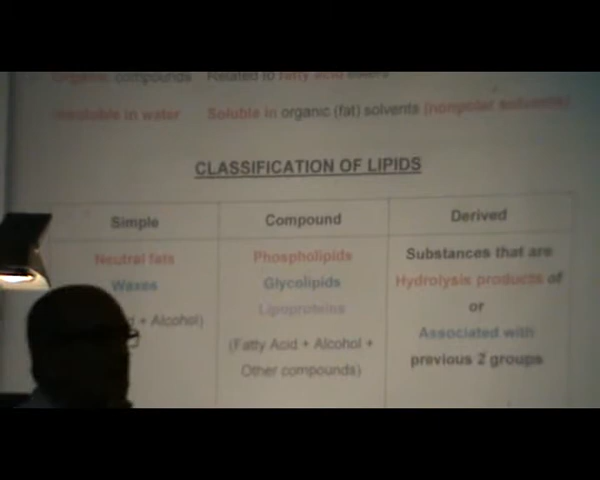 Organic compounds Related to fatty acid esters
Insoluble in water Soluble in organic (fat) solvents (nonpolar solvents)
CLASSIFICATION OF LIPIDS
Simple
Neutral fats
Waxes
+ Alcohol)
Compound
Phospholipids
Glycolipids
Lipoproteins
(Fatty Acid + Alcohol +
Other compounds)
Derived
Substances that are
Hydrolysis products of
or
Associated with
previous 2 groups